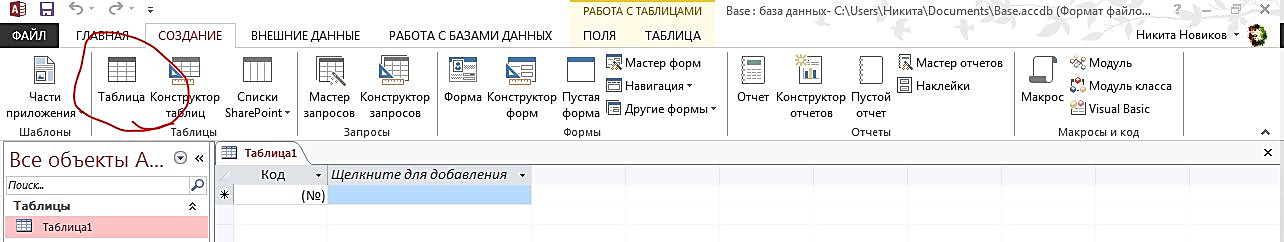 РАБОТА С ТАБЛИЦАМИ
Base : база данных- C:\Users\Никита\Documents\Base.accdb (Формат файло...
ФАЙЛ ГЛАВНАЯ СОЗДАНИЕ ВНЕШНИЕ ДАННЫЕ РАБОТА С БАЗАМИ ДАННЫХ ПОЛЯ ТАБЛИЦА Никита Новиков
Части приложения
Шаблоны
Таблица
Конструктор таблиц
Списки SharePoint
Таблицы
Мастер запросов
Конструктор запросов
Запросы
Форма
Конструктор форм
Пустая форма
Мастер форм
Навигация
Другие формы
Формы
Отчет
Конструктор отчетов
Пустой отчет
Мастер отчетов
Наклейки
Отчеты
Макрос
Модуль
Модуль класса
Visual Basic
Макросы и код
Все объекты A...
Поиск...
Таблицы
Таблица1
Таблица1
Код Щелкните для добавления
(№)